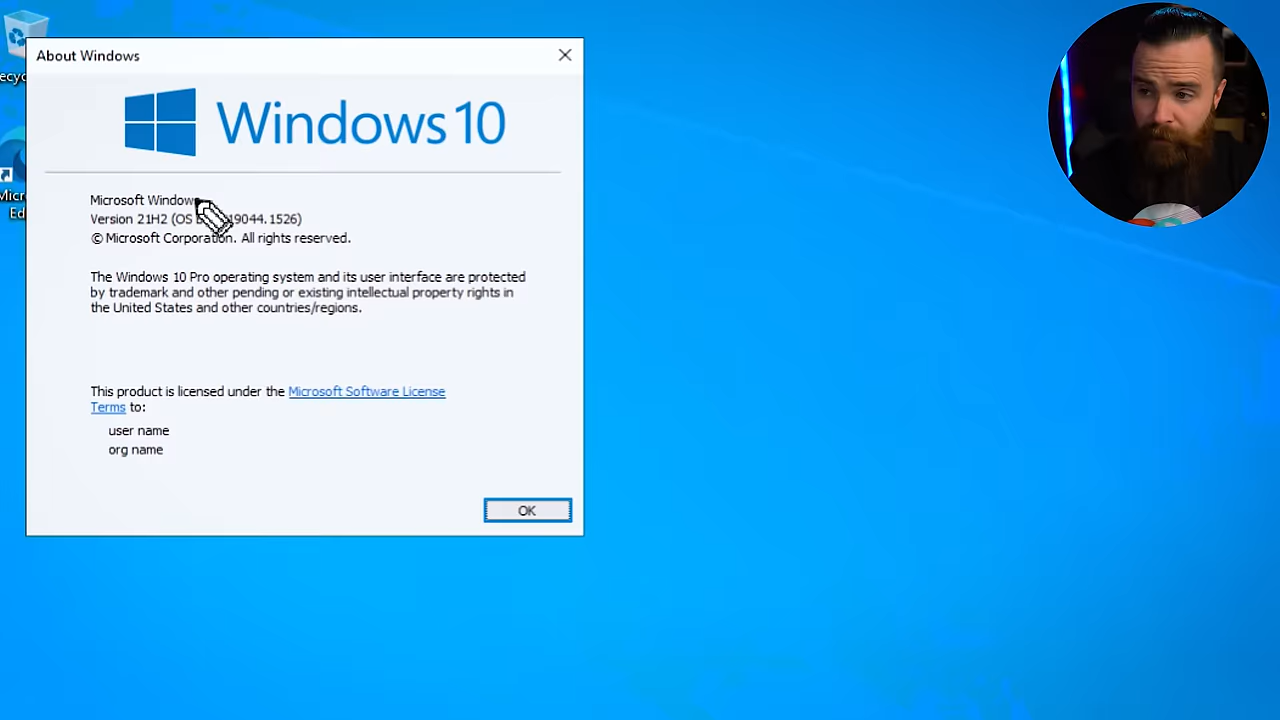 About Windows
Windows 10
Microsoft Windows
Version 21H2 (OS 19044.1526)
© Microsoft Corporation. All rights reserved.
The Windows 10 Pro operating system and its user interface are protected
by trademark and other pending or existing intellectual property rights in
the United States and other countries/regions.
This product is licensed under the Microsoft Software License
Terms to:
user name
org name
OK